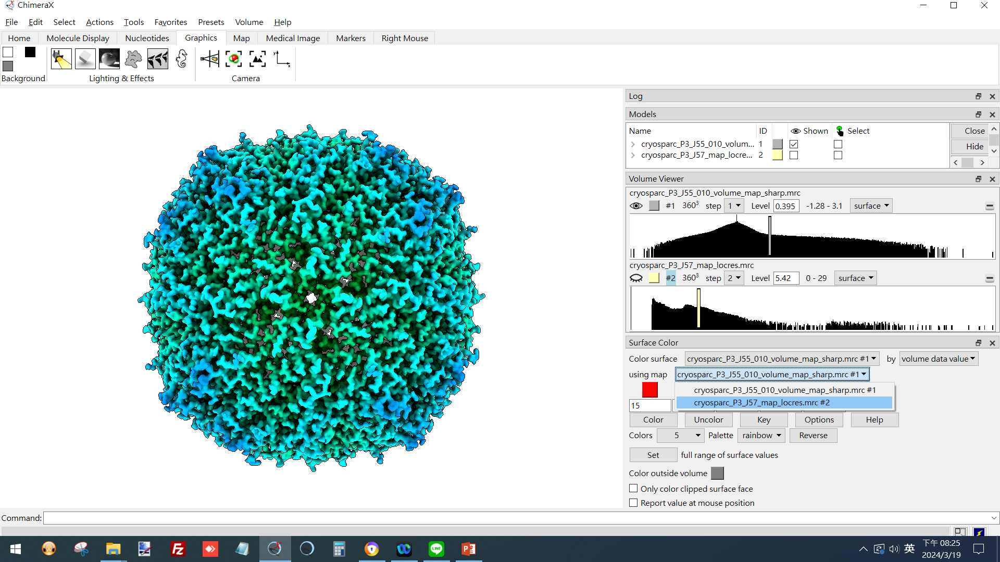 ChimeraX
File Edit Select Actions Tools Favorites Presets Volume Help
Home Molecule Display Nucleotides Graphics Map Medical Image Markers Right Mouse
Background Lighting & Effects Camera
y
x
Log
Models
Name ID Shown Select
cryosparc_P3_J55_010_volum... 1
cryosparc_P3_J57_map_locre... 2
Close
Hide
Volume Viewer
cryosparc_P3_J55_010_volume_map_sharp.mrc
#1 360³ step 1 Level 0.395 -1.28 - 3.1 surface
cryosparc_P3_J57_map_locres.mrc
#2 360³ step 2 Level 5.42 0 - 29 surface
Surface Color
Color surface cryosparc_P3_J55_010_volume_map_sharp.mrc #1 by volume data value
using map cryosparc_P3_J55_010_volume_map_sharp.mrc #1
cryosparc_P3_J55_010_volume_map_sharp.mrc #1
cryosparc_P3_J57_map_locres.mrc #2
15
Color Uncolor Key Options Help
Colors 5 Palette rainbow Reverse
Set full range of surface values
Color outside volume
Only color clipped surface face
Report value at mouse position
Command:
Fz
LINE
P
英
下午 08:25
2024/3/19